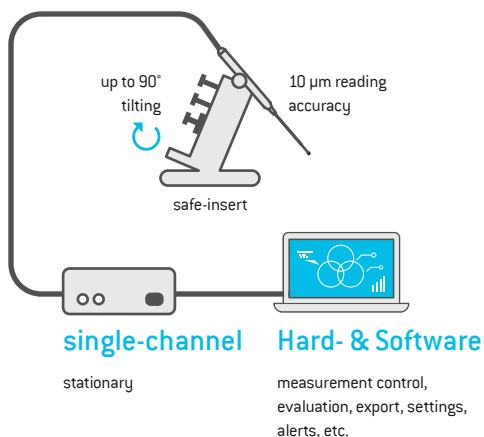 up to 90°
tilting
10 µm reading
accuracy
safe-insert
single-channel
stationary
Hard- & Software
measurement control,
evaluation, export, settings,
alerts, etc.